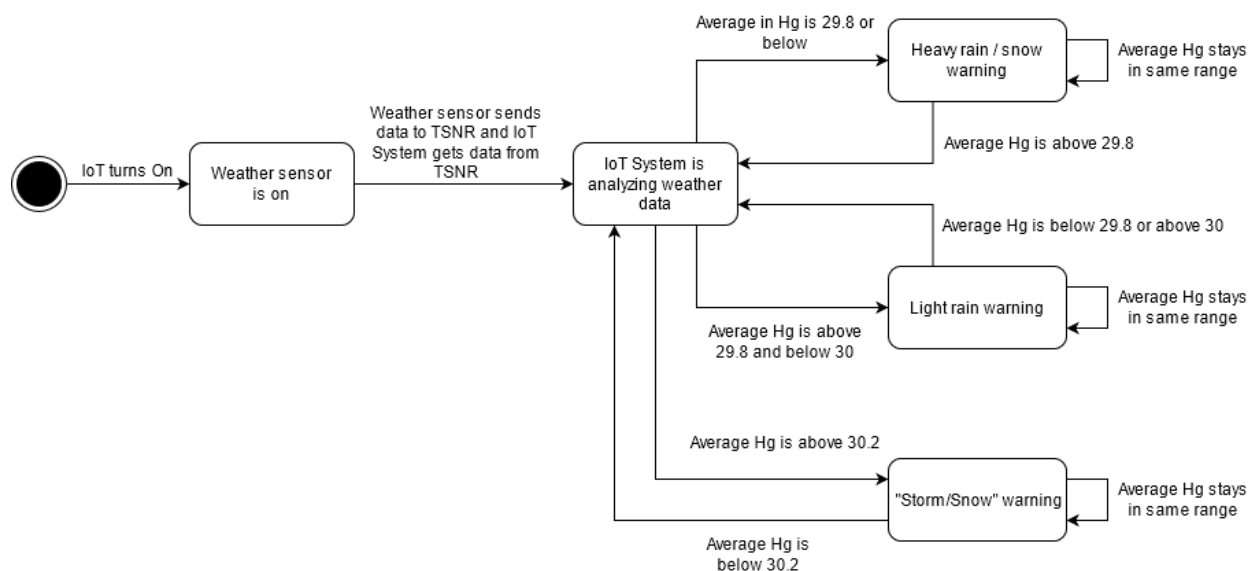 IoT turns On
Weather sensor
is on
Weather sensor sends
data to TSNR and IoT
System gets data from
TSNR
IoT System is
analyzing weather
data
Average in Hg is 29.8 or
below
Heavy rain / snow
warning
Average Hg stays
in same range
Average Hg is above 29.8
Average Hg is below 29.8 or above 30
Light rain warning
Average Hg stays
in same range
Average Hg is above
29.8 and below 30
Average Hg is above 30.2
"Storm/Snow" warning
Average Hg stays
in same range
Average Hg is
below 30.2